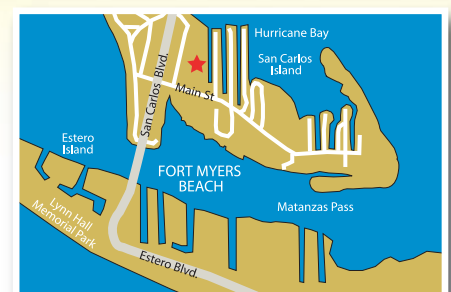 Hurricane Bay
San Carlos
Island
San Carlos Blvd.
Main St
Estero
Island
FORT MYERS
BEACH
Matanzas Pass
Lynn Hall
Memorial Park
Estero Blvd.